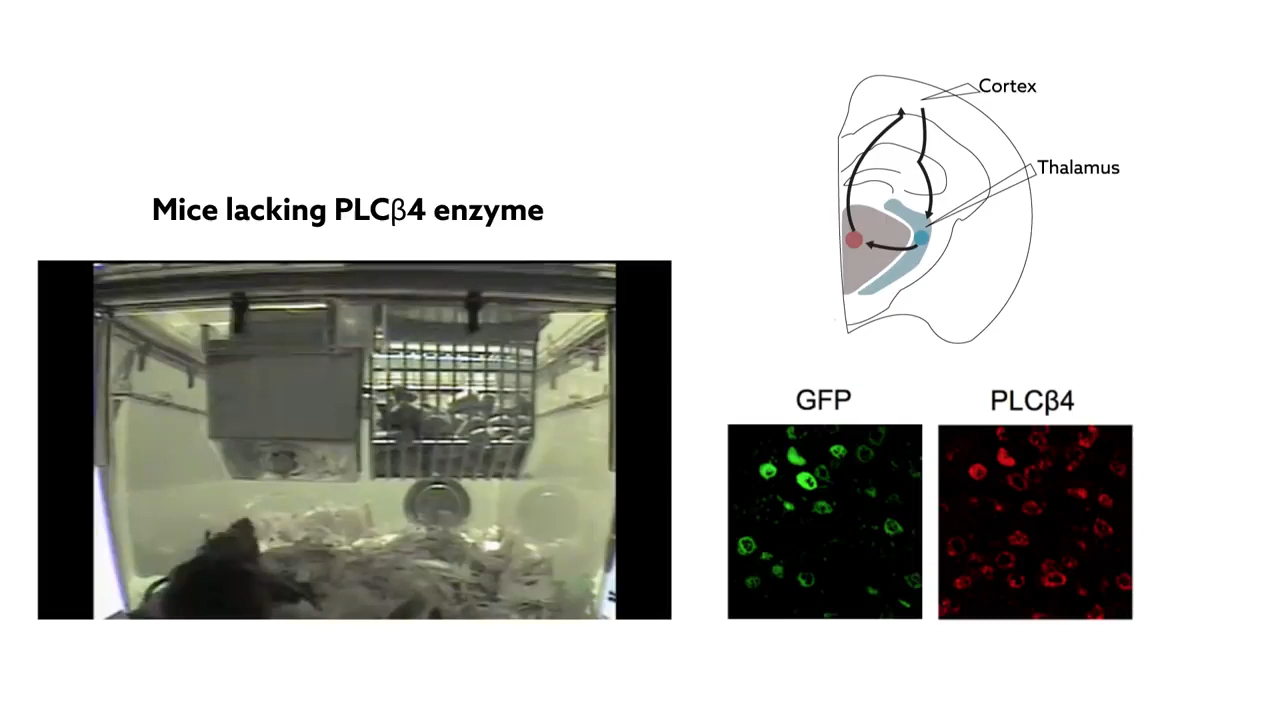 Mice lacking PLCβ4 enzyme
Cortex
Thalamus
GFP
PLCβ4